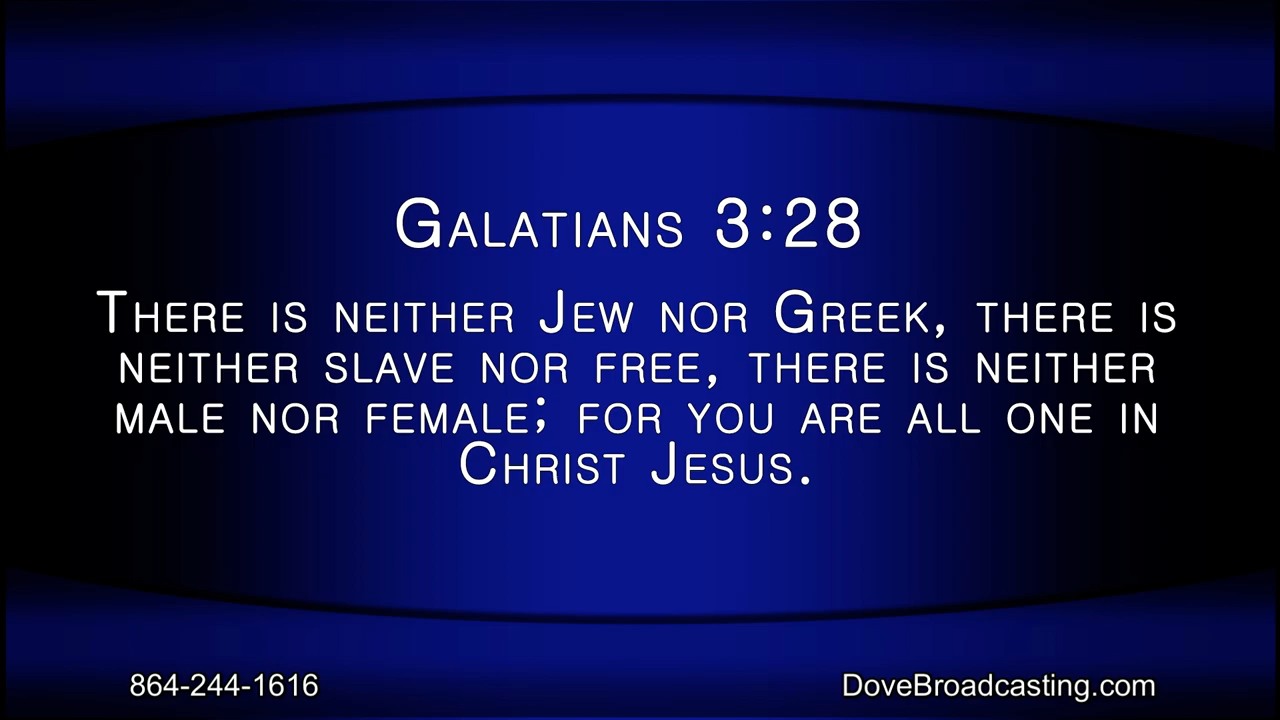 Galatians 3:28
There is neither Jew nor Greek, there is
neither slave nor free, there is neither
male nor female; for you are all one in
Christ Jesus.
864-244-1616
DoveBroadcasting.com